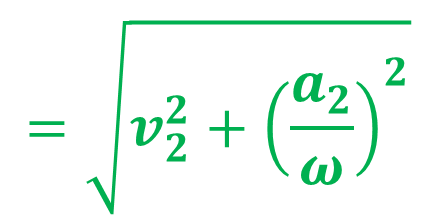 = √(v₂² + (a₂/ω)²)